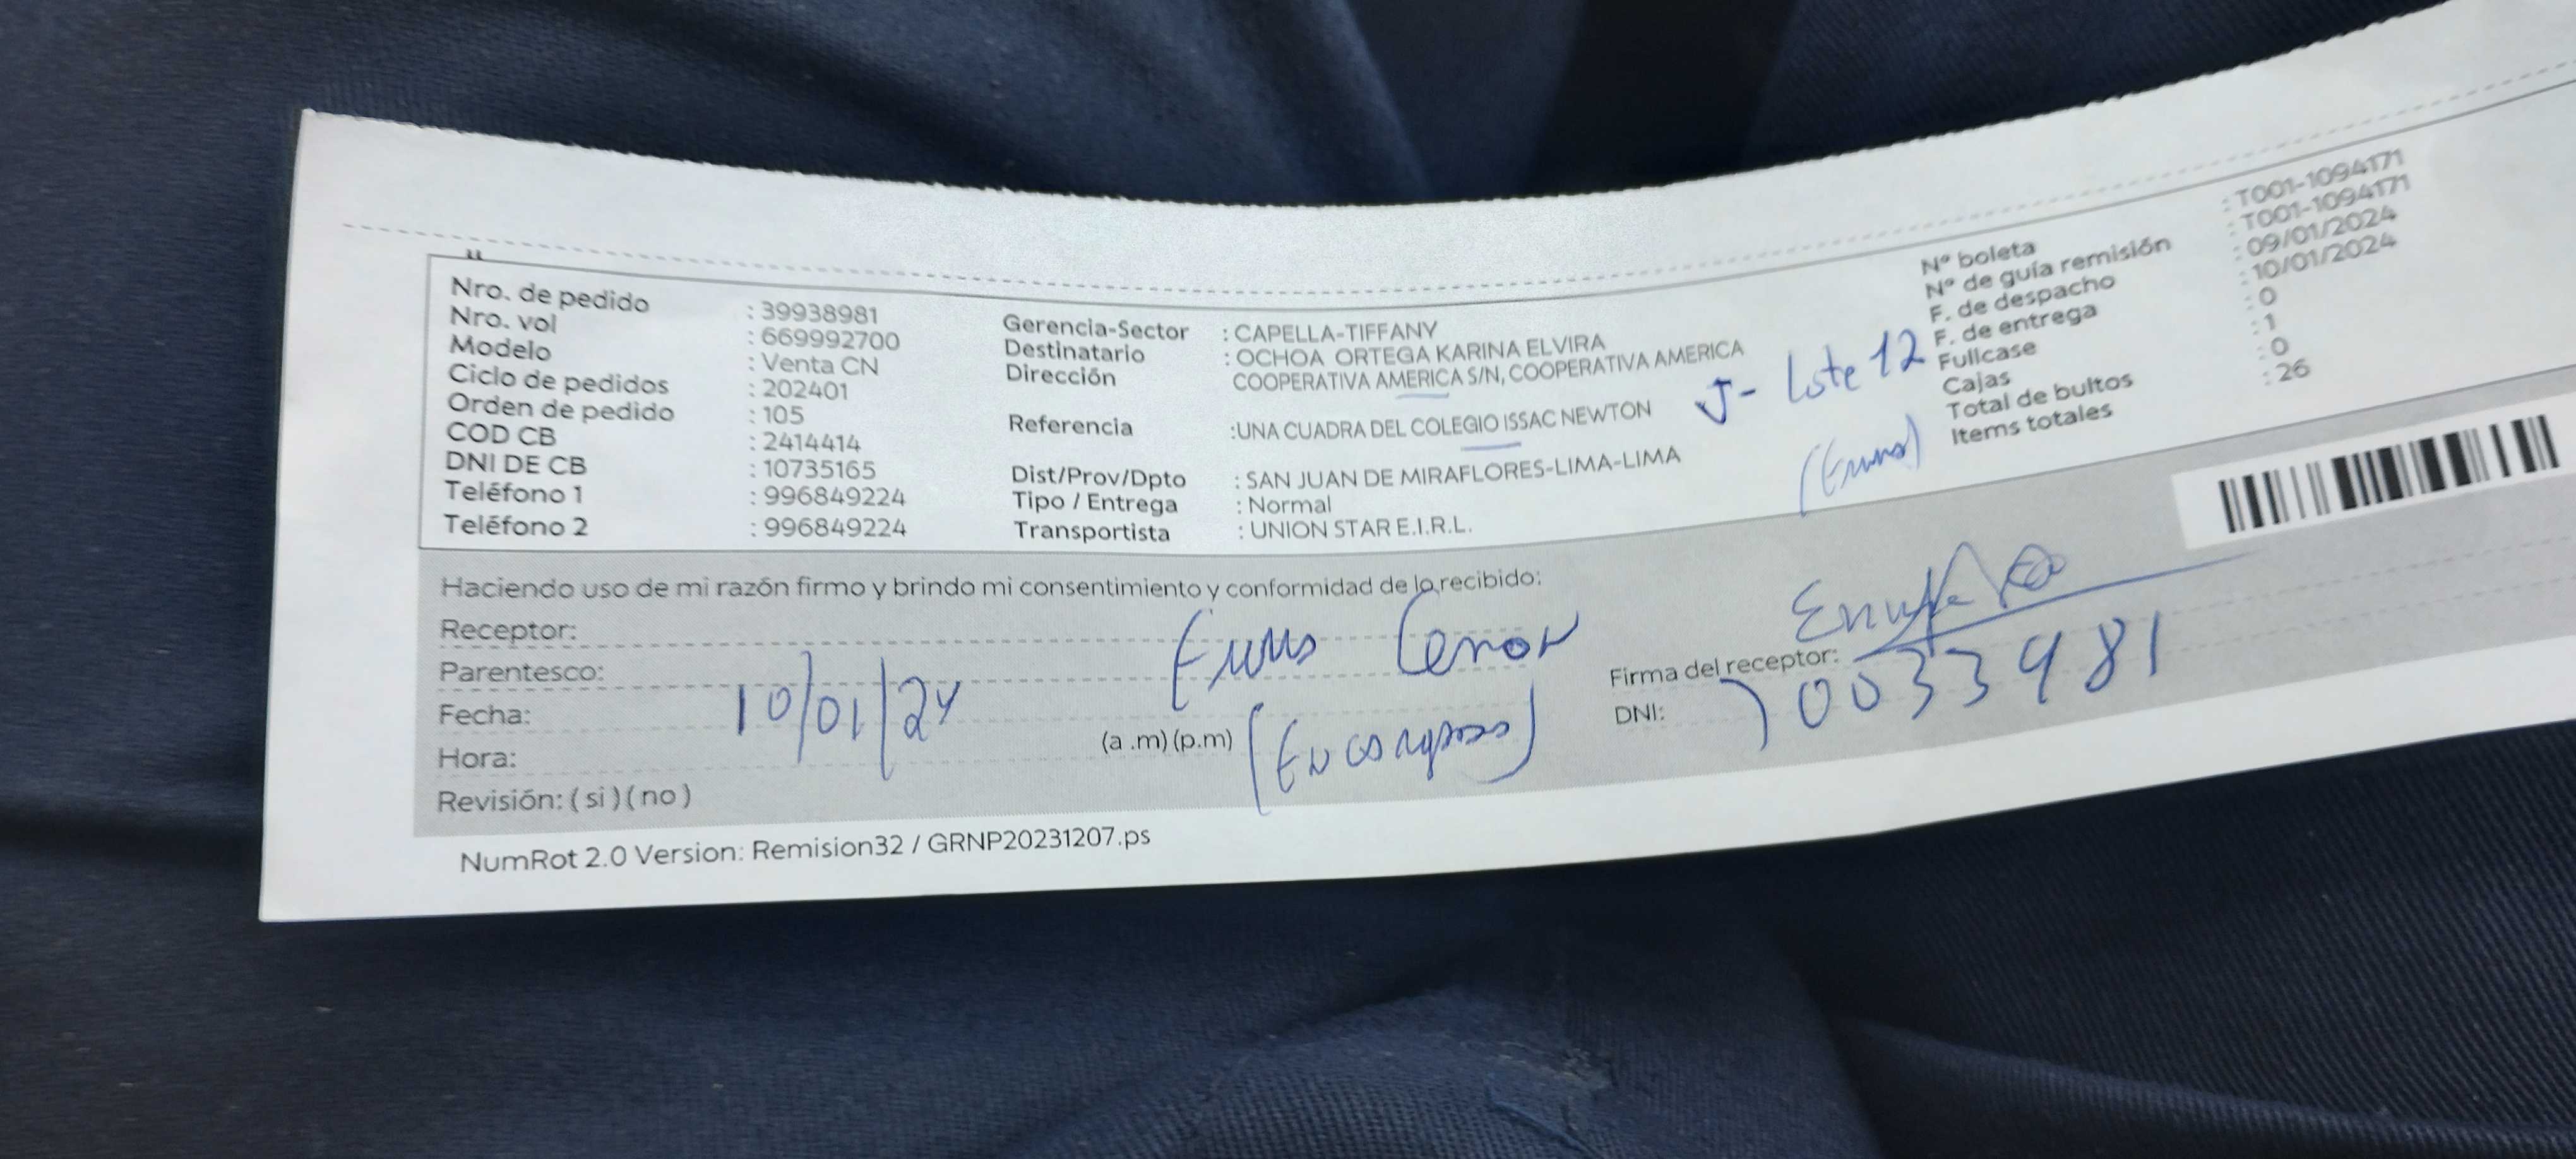 Nro. de pedido : 39938981
Nro. vol : 669992700
Modelo : Venta CN
Ciclo de pedidos : 202401
Orden de pedido : 105
COD CB : 2414414
DNI DE CB : 10735165
Teléfono 1 : 996849224
Teléfono 2 : 996849224
Gerencia-Sector : CAPELLA-TIFFANY
Destinatario : OCHOA ORTEGA KARINA ELVIRA
Dirección COOPERATIVA AMERICA S/N, COOPERATIVA AMERICA
J- Lote 12
Referencia :UNA CUADRA DEL COLEGIO ISSAC NEWTON
Dist/Prov/Dpto : SAN JUAN DE MIRAFLORES-LIMA-LIMA
Tipo / Entrega : Normal
Transportista : UNION STAR E.I.R.L.
N° boleta : T001-1094171
N° de guía remisión : T001-1094171
F. de despacho : 09/01/2024
F. de entrega : 10/01/2024
Fullcase : 0
Cajas : 1
Total de bultos : 0
Items totales : 26
Haciendo uso de mi razón firmo y brindo mi consentimiento y conformidad de lo recibido:
Receptor:
Parentesco:
Fecha: 10/01/24
Hora: (a .m) (p.m)
Revisión: ( si ) ( no )
Firma del receptor:
DNI: 70033981
NumRot 2.0 Version: Remision32 / GRNP20231207.ps